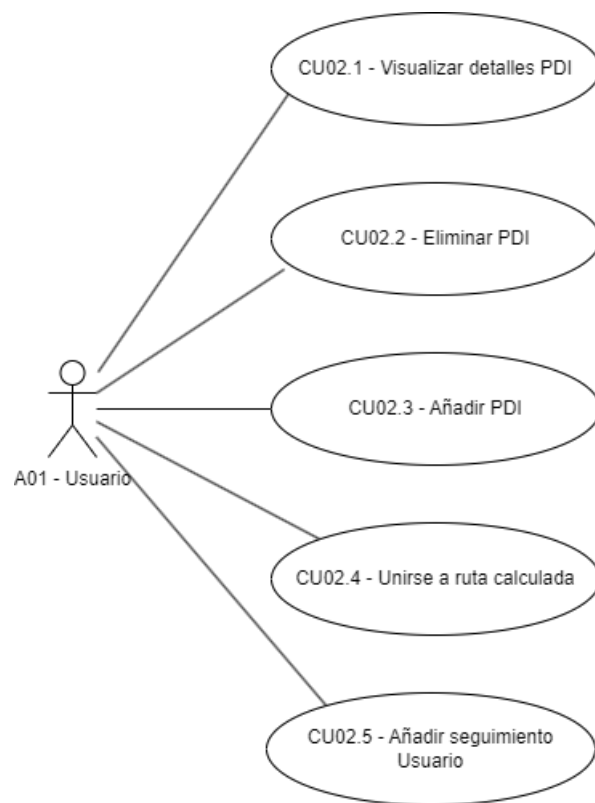 CU02.1 - Visualizar detalles PDI
CU02.2 - Eliminar PDI
CU02.3 - Añadir PDI
A01 - Usuario
CU02.4 - Unirse a ruta calculada
CU02.5 - Añadir seguimiento
Usuario